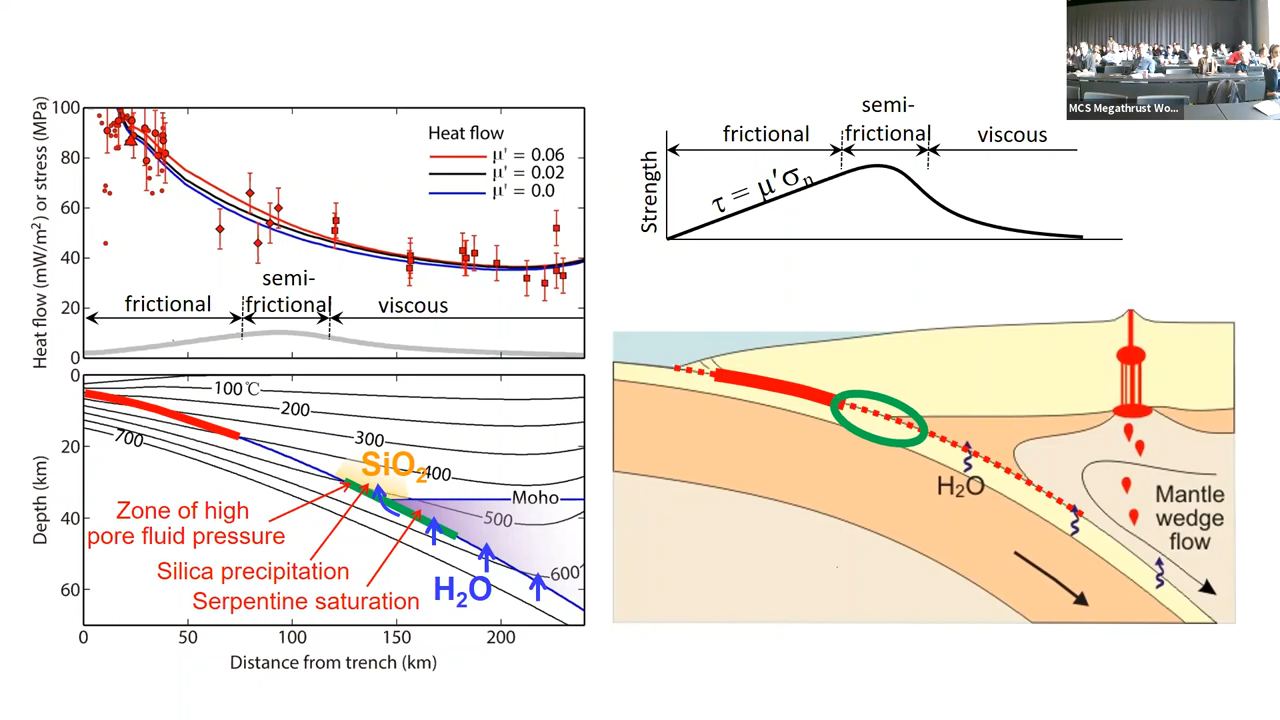 MCS Megathrust Wo...
Heat flow (mW/m²) or stress (MPa)
100
80
60
40
20
0
Heat flow
μ' = 0.06
μ' = 0.02
μ' = 0.0
frictional
semi-
frictional
viscous
0
20
40
60
Depth (km)
100℃
200
300
400
500
600
700
SiO₂
Moho
Zone of high
pore fluid pressure
Silica precipitation
Serpentine saturation
H₂O
0
50
100
150
200
Distance from trench (km)
Strength
frictional
semi-
frictional
viscous
τ = μ'σn
H₂O
Mantle
wedge
flow